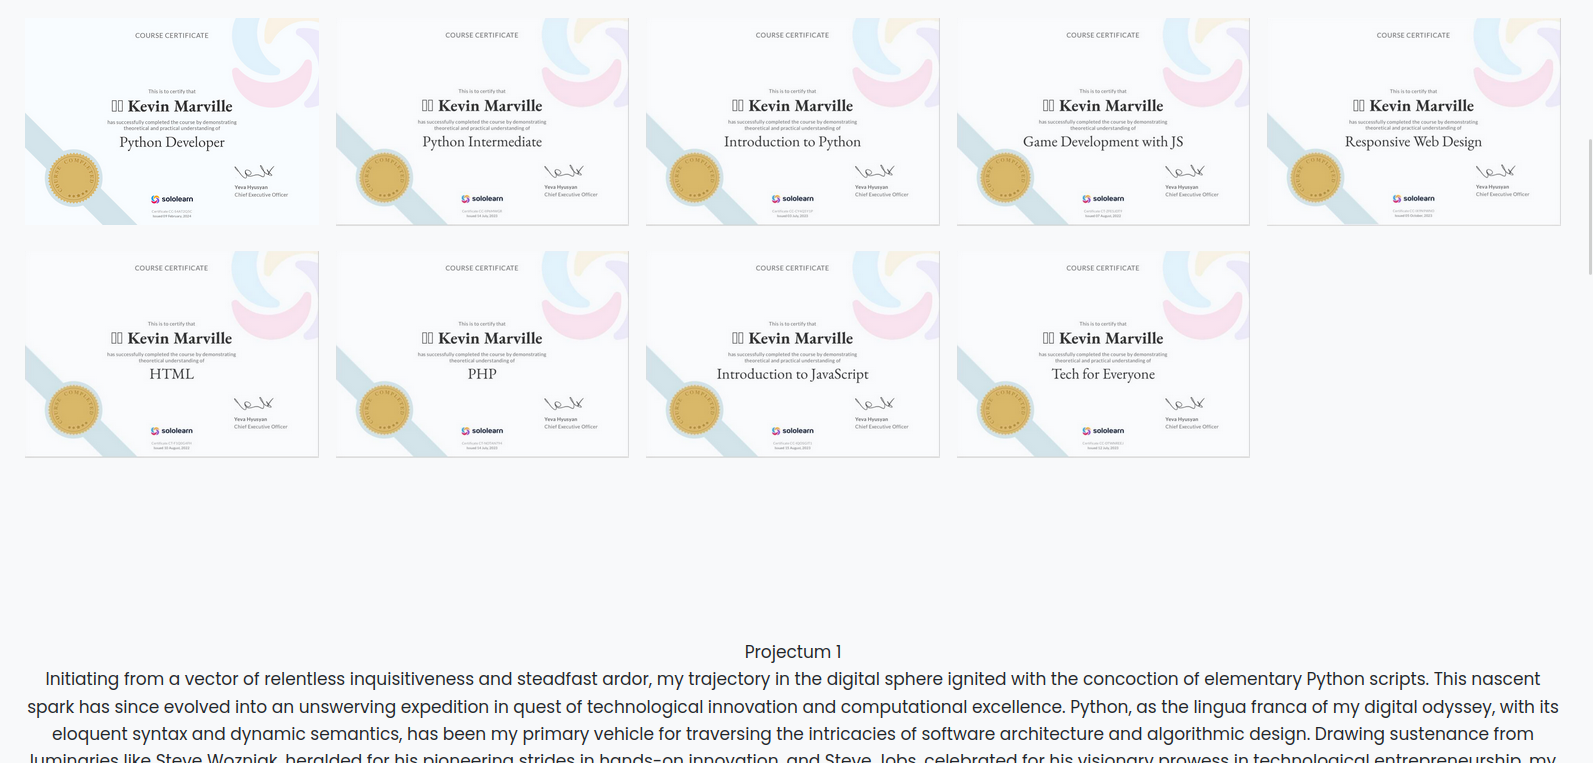 COURSE CERTIFICATE
This is to certify that
Kevin Marville
has successfully completed the course by demonstrating
theoretical and practical understanding of
Python Developer
COURSE COMPLETED
Yeva Hyusyan
Chief Executive Officer
sololearn
COURSE CERTIFICATE
This is to certify that
Kevin Marville
has successfully completed the course by demonstrating
theoretical and practical understanding of
Python Intermediate
COURSE COMPLETED
Yeva Hyusyan
Chief Executive Officer
sololearn
COURSE CERTIFICATE
This is to certify that
Kevin Marville
has successfully completed the course by demonstrating
theoretical and practical understanding of
Introduction to Python
COURSE COMPLETED
Yeva Hyusyan
Chief Executive Officer
sololearn
COURSE CERTIFICATE
This is to certify that
Kevin Marville
has successfully completed the course by demonstrating
theoretical and practical understanding of
Game Development with JS
COURSE COMPLETED
Yeva Hyusyan
Chief Executive Officer
sololearn
COURSE CERTIFICATE
This is to certify that
Kevin Marville
has successfully completed the course by demonstrating
theoretical and practical understanding of
Responsive Web Design
COURSE COMPLETED
Yeva Hyusyan
Chief Executive Officer
sololearn
COURSE CERTIFICATE
This is to certify that
Kevin Marville
has successfully completed the course by demonstrating
theoretical and practical understanding of
HTML
COURSE COMPLETED
Yeva Hyusyan
Chief Executive Officer
sololearn
COURSE CERTIFICATE
This is to certify that
Kevin Marville
has successfully completed the course by demonstrating
theoretical and practical understanding of
PHP
COURSE COMPLETED
Yeva Hyusyan
Chief Executive Officer
sololearn
COURSE CERTIFICATE
This is to certify that
Kevin Marville
has successfully completed the course by demonstrating
theoretical and practical understanding of
Introduction to JavaScript
COURSE COMPLETED
Yeva Hyusyan
Chief Executive Officer
sololearn
COURSE CERTIFICATE
This is to certify that
Kevin Marville
has successfully completed the course by demonstrating
theoretical and practical understanding of
Tech for Everyone
COURSE COMPLETED
Yeva Hyusyan
Chief Executive Officer
sololearn
Projectum 1
Initiating from a vector of relentless inquisitiveness and steadfast ardor, my trajectory in the digital sphere ignited with the concoction of elementary Python scripts. This nascent
spark has since evolved into an unswerving expedition in quest of technological innovation and computational excellence. Python, as the lingua franca of my digital odyssey, with its
eloquent syntax and dynamic semantics, has been my primary vehicle for traversing the intricacies of software architecture and algorithmic design. Drawing sustenance from
luminaries like Steve Wozniak, heralded for his pioneering strides in hands-on innovation, and Steve Jobs, celebrated for his visionary prowess in technological entrepreneurship, my